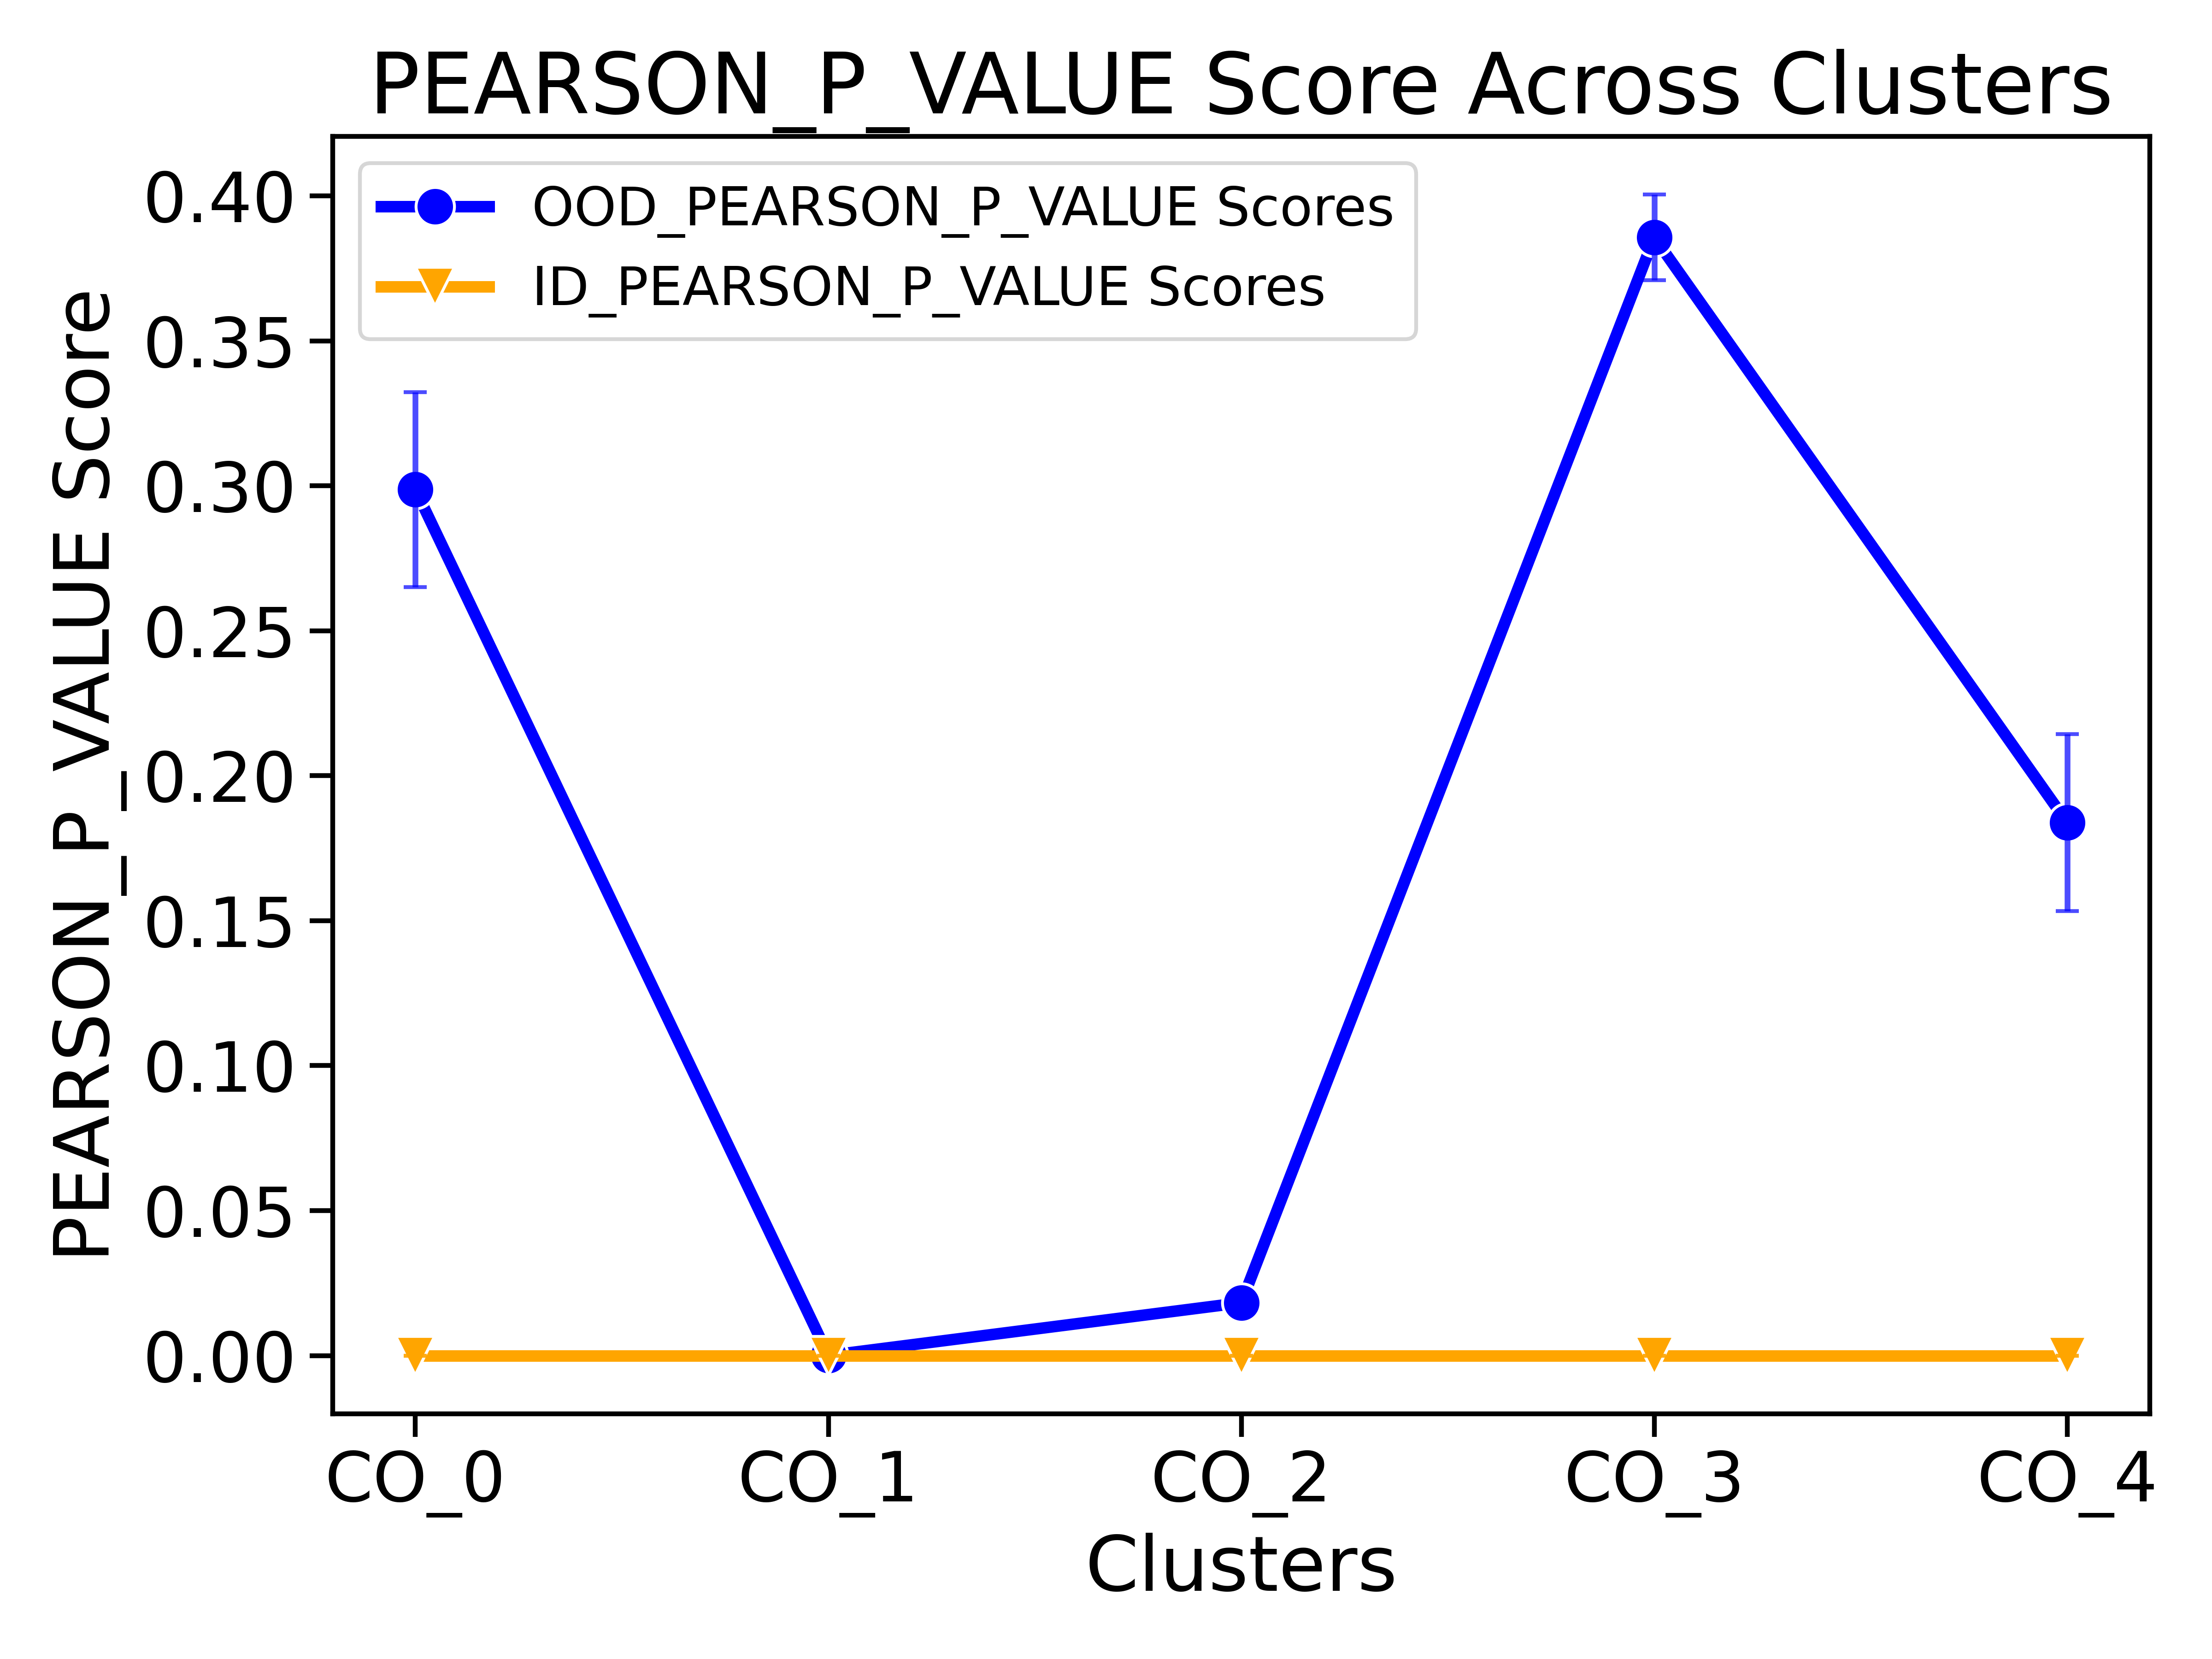 PEARSON_P_VALUE Score Across Clusters
OOD_PEARSON_P_VALUE Scores
ID_PEARSON_P_VALUE Scores
PEARSON_P_VALUE Score
0.40
0.35
0.30
0.25
0.20
0.15
0.10
0.05
0.00
CO_0 CO_1 CO_2 CO_3 CO_4
Clusters